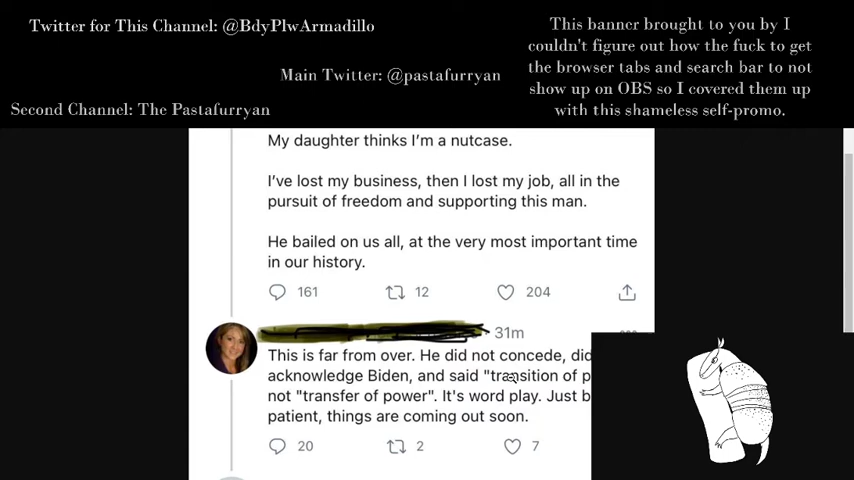 Twitter for This Channel: @BdyPlwArmadillo
Main Twitter: @pastafurryan
Second Channel: The Pastafurryan
This banner brought to you by I
couldn't figure out how the fuck to get
the browser tabs and search bar to not
show up on OBS so I covered them up
with this shameless self-promo.
My daughter thinks I'm a nutcase.
I've lost my business, then I lost my job, all in the
pursuit of freedom and supporting this man.
He bailed on us all, at the very most important time
in our history.
161 12 204
31m
This is far from over. He did not concede, did
acknowledge Biden, and said "transition of p
not "transfer of power". It's word play. Just b
patient, things are coming out soon.
20 2 7